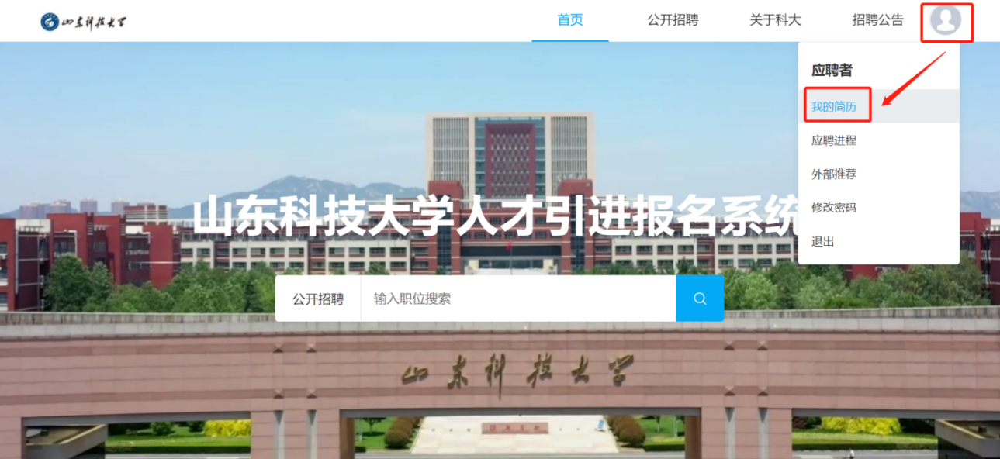 山东科技大学
首页
公开招聘
关于科大
招聘公告
应聘者
我的简历
应聘进程
外部推荐
修改密码
退出
山东科技大学人才引进报名系统
公开招聘
输入职位搜索
山东科技大学